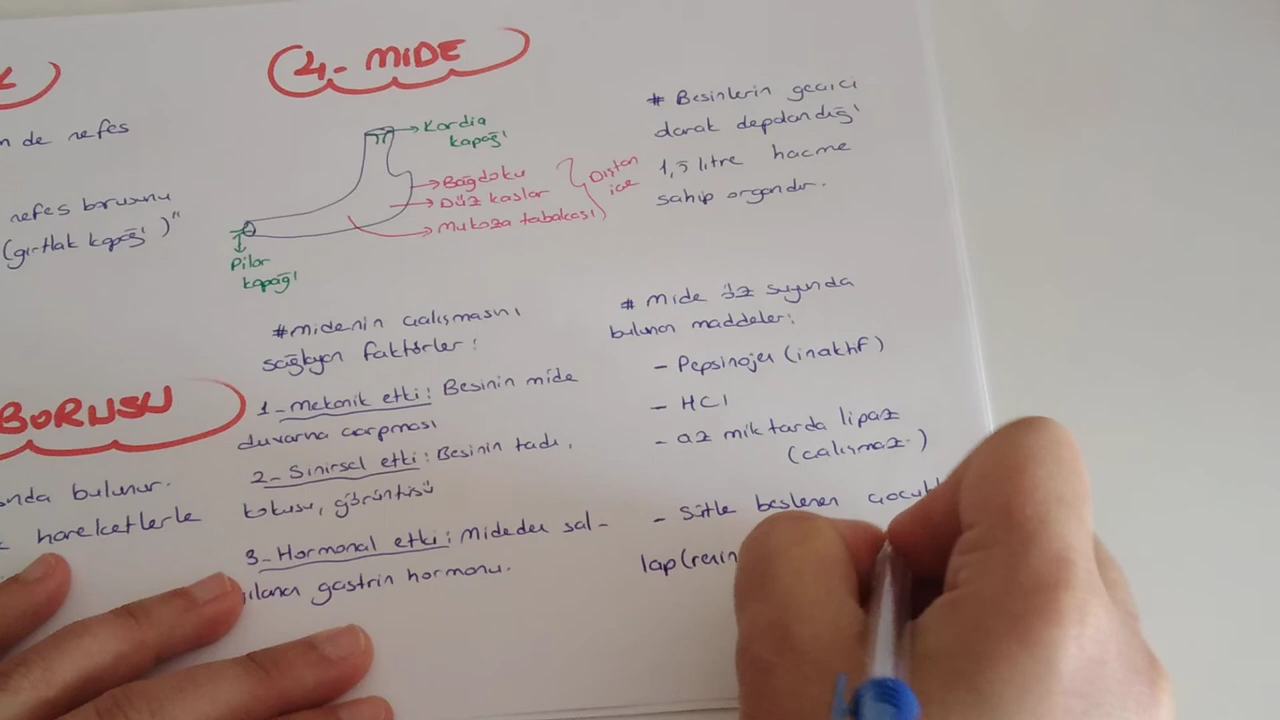 n de nefes
nefes borusunu
(gırtlak kapağı)"
BORUSU
bulunur.
hareketlerle
4- MİDE
Kardia
kapağı
Bağdoku
Düz kaslar
Mukoza tabakası
Dıştan
içe
Pilor
kapağı
# midenin çalışmasını
sağlayan faktörler:
1- mekanik etki: Besinin mide
duvarına çarpması
2- Sinirsel etki: Besinin tadı,
kokusu, görüntüsü
3- Hormonal etki: mideden sal-
gılanan gastrin hormonu.
# Besinlerin geçici
olarak depolandığı
1,5 litre hacme
sahip organdır.
# mide öz suyunda
bulunan maddeler:
- Pepsinojen (inaktif)
- HCl
- az miktarda lipaz
(çalışmaz.)
- Sütle beslenen çocukl
lap(renin